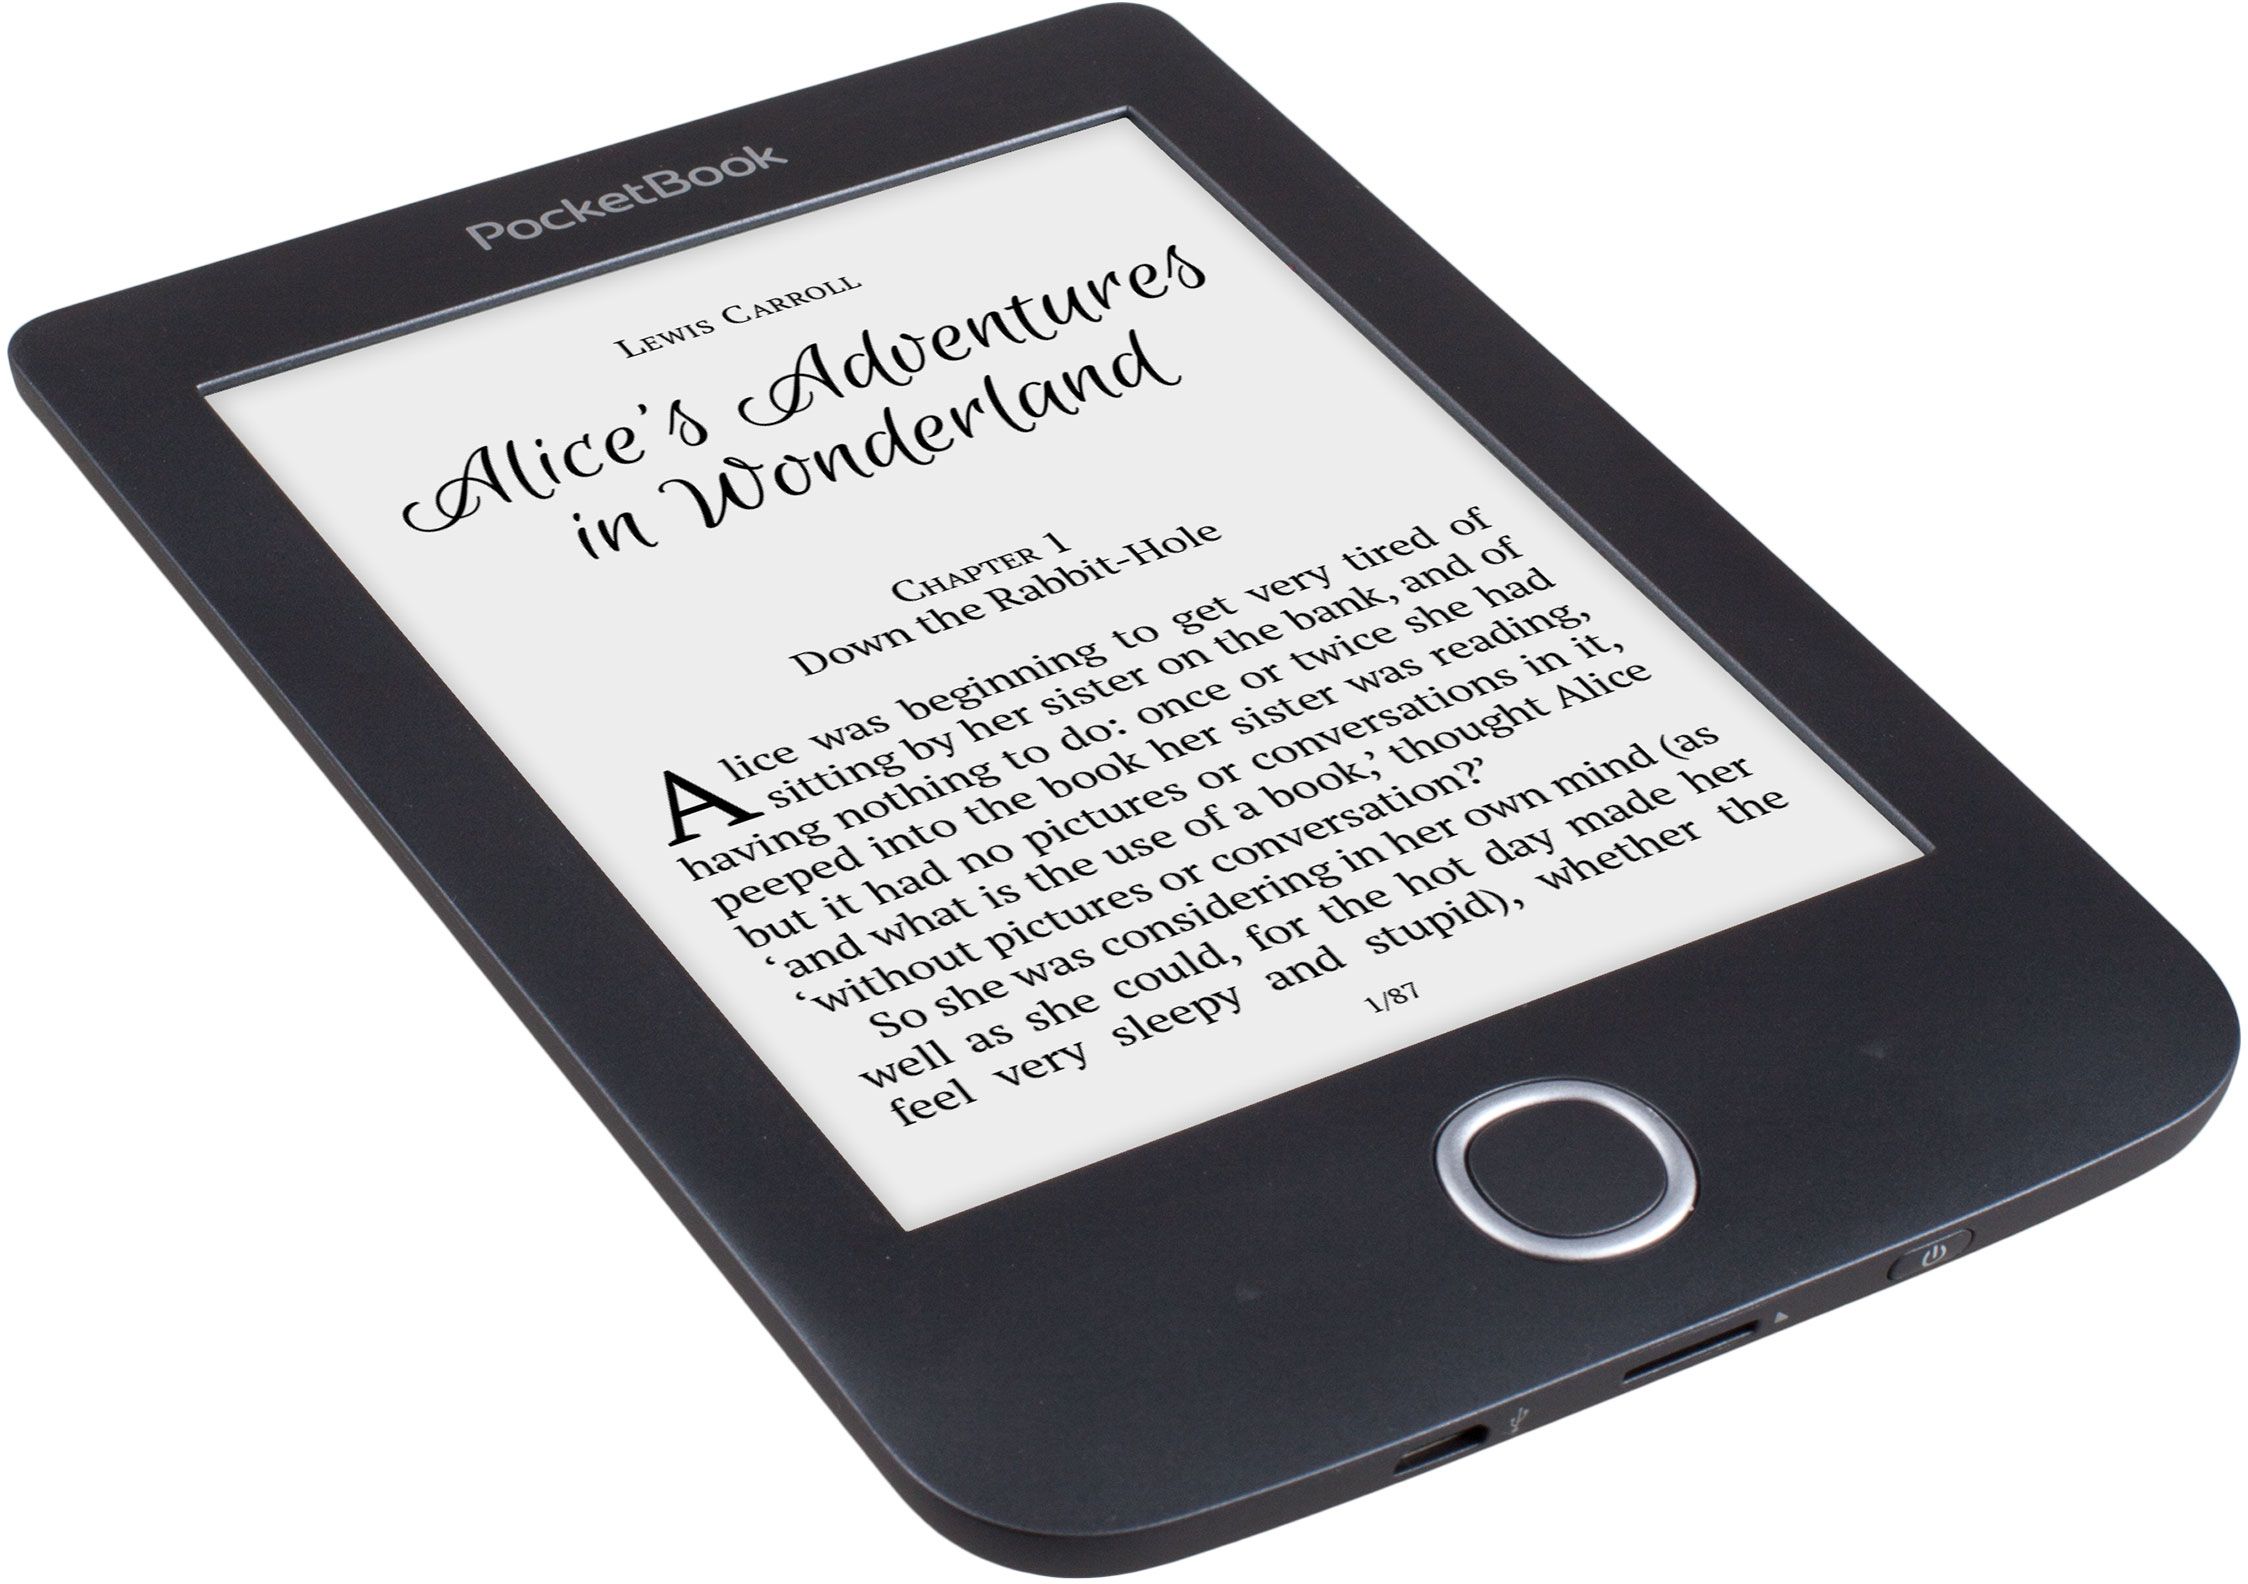 PocketBook
LEWIS CARROLL
Alice's Adventures
in Wonderland
CHAPTER 1
Down the Rabbit-Hole
Alice was beginning to get very tired of
sitting by her sister on the bank, and of
having nothing to do: once or twice she had
peeped into the book her sister was reading,
but it had no pictures or conversations in it,
‘and what is the use of a book,’ thought Alice
‘without pictures or conversation?’
So she was considering in her own mind (as
well as she could, for the hot day made her
feel very sleepy and stupid), whether the
1/87